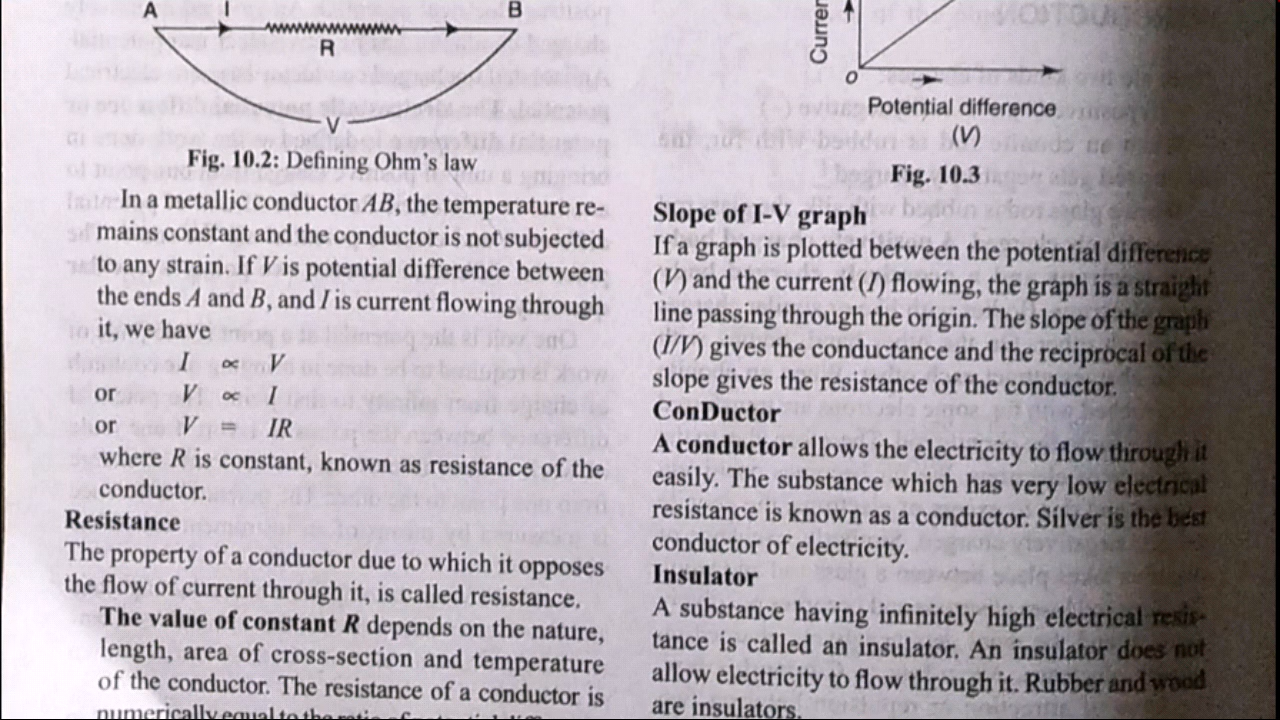 A I B
R
V
Fig. 10.2: Defining Ohm's law
In a metallic conductor AB, the temperature re-
mains constant and the conductor is not subjected
to any strain. If V is potential difference between
the ends A and B, and I is current flowing through
it, we have
I ∝ V
or V ∝ I
or V = IR
where R is constant, known as resistance of the
conductor.
Resistance
The property of a conductor due to which it opposes
the flow of current through it, is called resistance.
The value of constant R depends on the nature,
length, area of cross-section and temperature
of the conductor. The resistance of a conductor is
numerically equal to the ratio of potential diff
Curren
O
Potential difference
(V)
Fig. 10.3
Slope of I-V graph
If a graph is plotted between the potential difference
(V) and the current (I) flowing, the graph is a straight
line passing through the origin. The slope of the graph
(I/V) gives the conductance and the reciprocal of the
slope gives the resistance of the conductor.
ConDuctor
A conductor allows the electricity to flow through it
easily. The substance which has very low electrical
resistance is known as a conductor. Silver is the best
conductor of electricity.
Insulator
A substance having infinitely high electrical resis-
tance is called an insulator. An insulator does not
allow electricity to flow through it. Rubber and wood
are insulators.